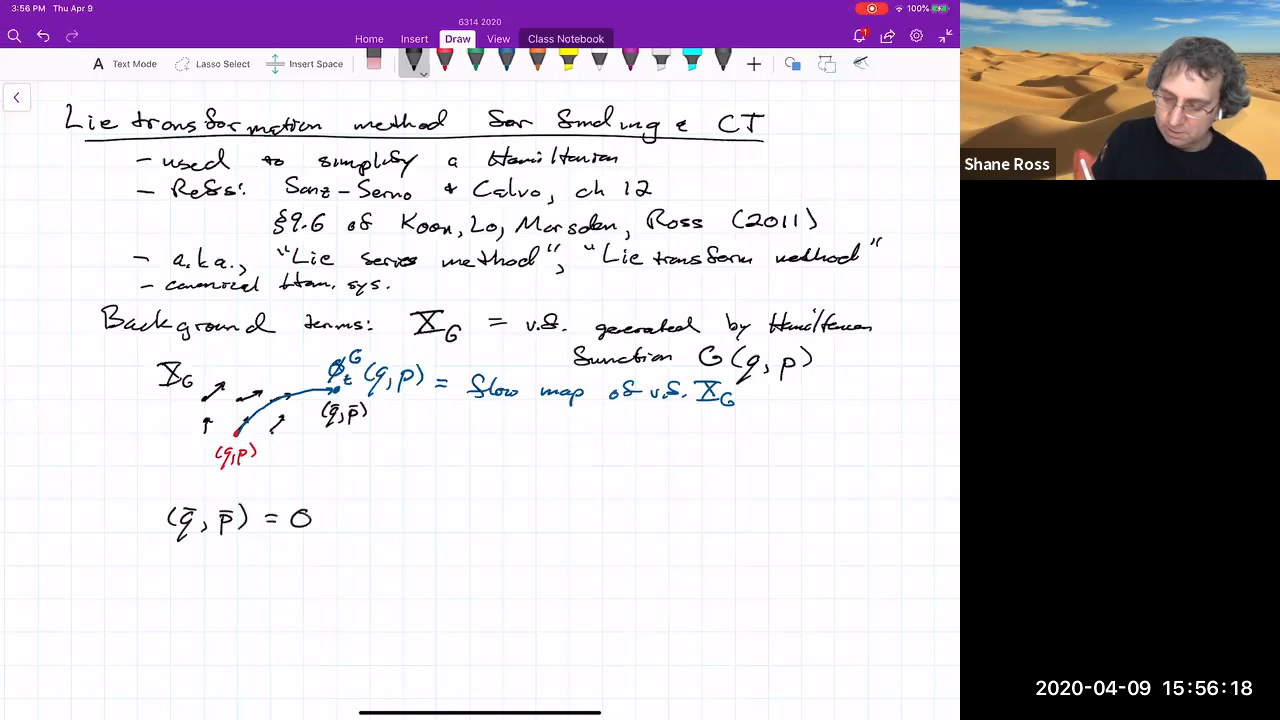 3:56 PM Thu Apr 9
100%
6314 2020
Home Insert Draw View Class Notebook
Text Mode Lasso Select Insert Space
Shane Ross
Lie transformation method for finding a CT
- used to simplify a Hamiltonian
- Refs: Sanz-Serno & Calvo, ch 12
§9.6 of Koon, Lo, Marsden, Ross (2011)
- a.k.a., "Lie series method", "Lie transform method"
- canonical Ham. sys.
Background terms: X_G = v.f. generated by Hamiltonian
function G(q, p)
X_G ϕ_t^G (q, p) = flow map of v.f. X_G
(q̄, p̄)
(q,p)
(q̄, p̄) = 0
2020-04-09 15:56:18